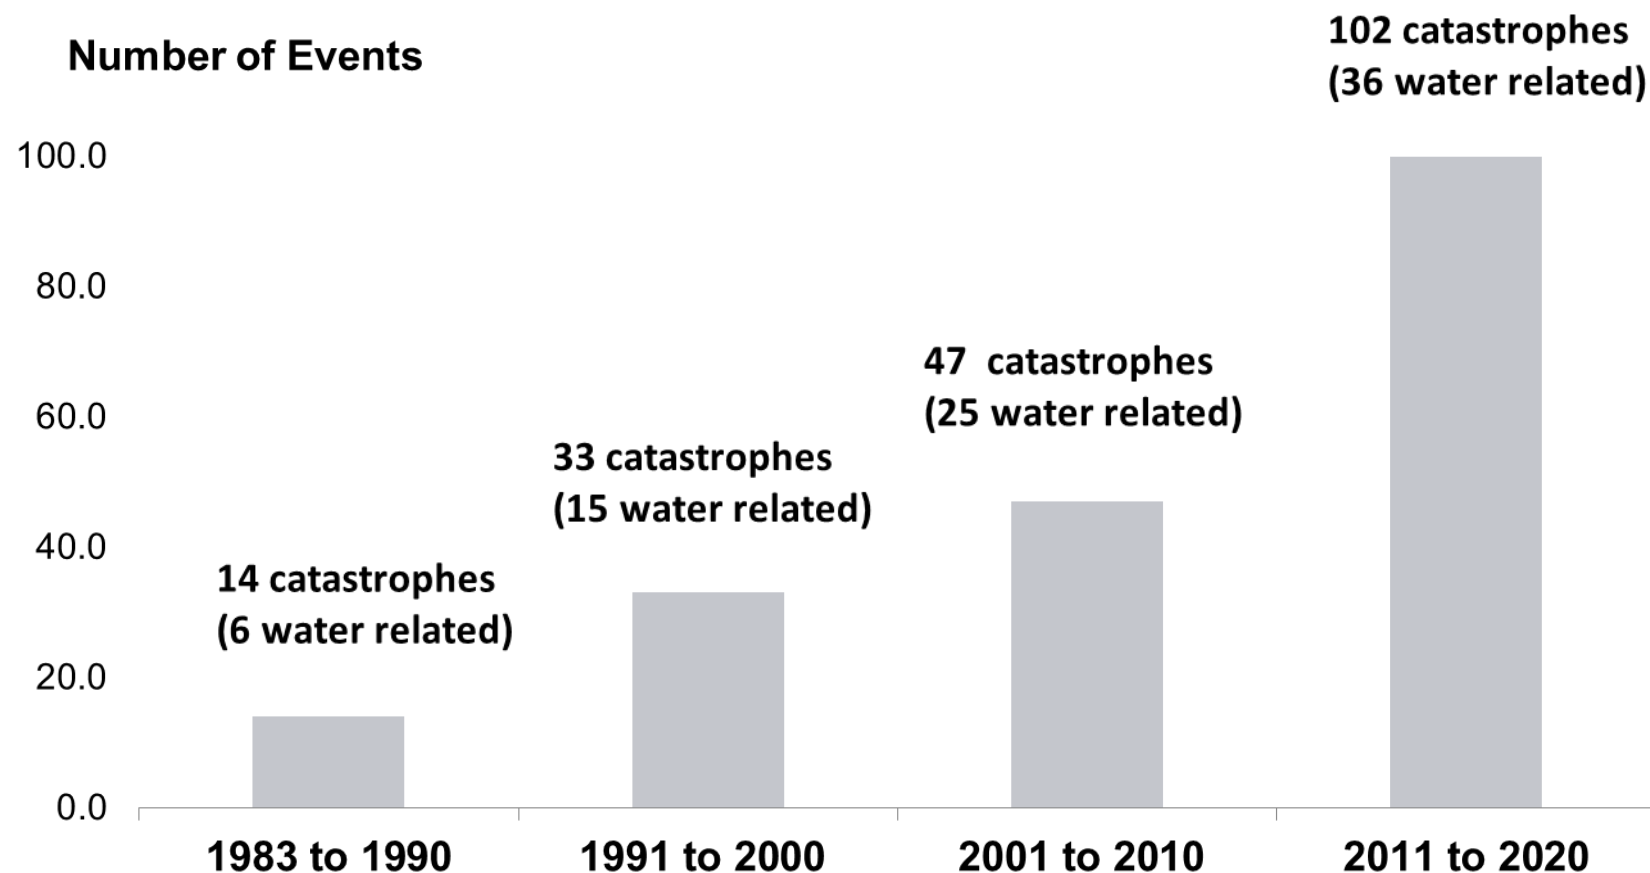 Number of Events
102 catastrophes
(36 water related)
100.0
80.0
47  catastrophes
(25 water related)
60.0
33 catastrophes
(15 water related)
40.0
14 catastrophes
(6 water related)
20.0
0.0
1983 to 1990
1991 to 2000
2001 to 2010
2011 to 2020